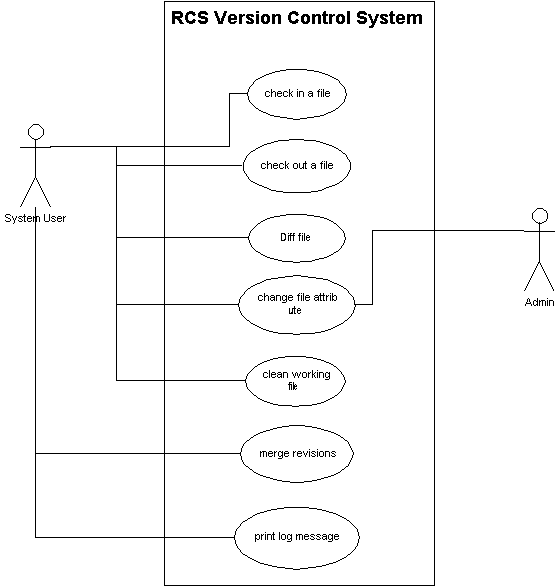 RCS Version Control System
check in a file
check out a file
System User
Diff file
change file attrib
ute
Admin
clean working
file
merge revisions
print log message